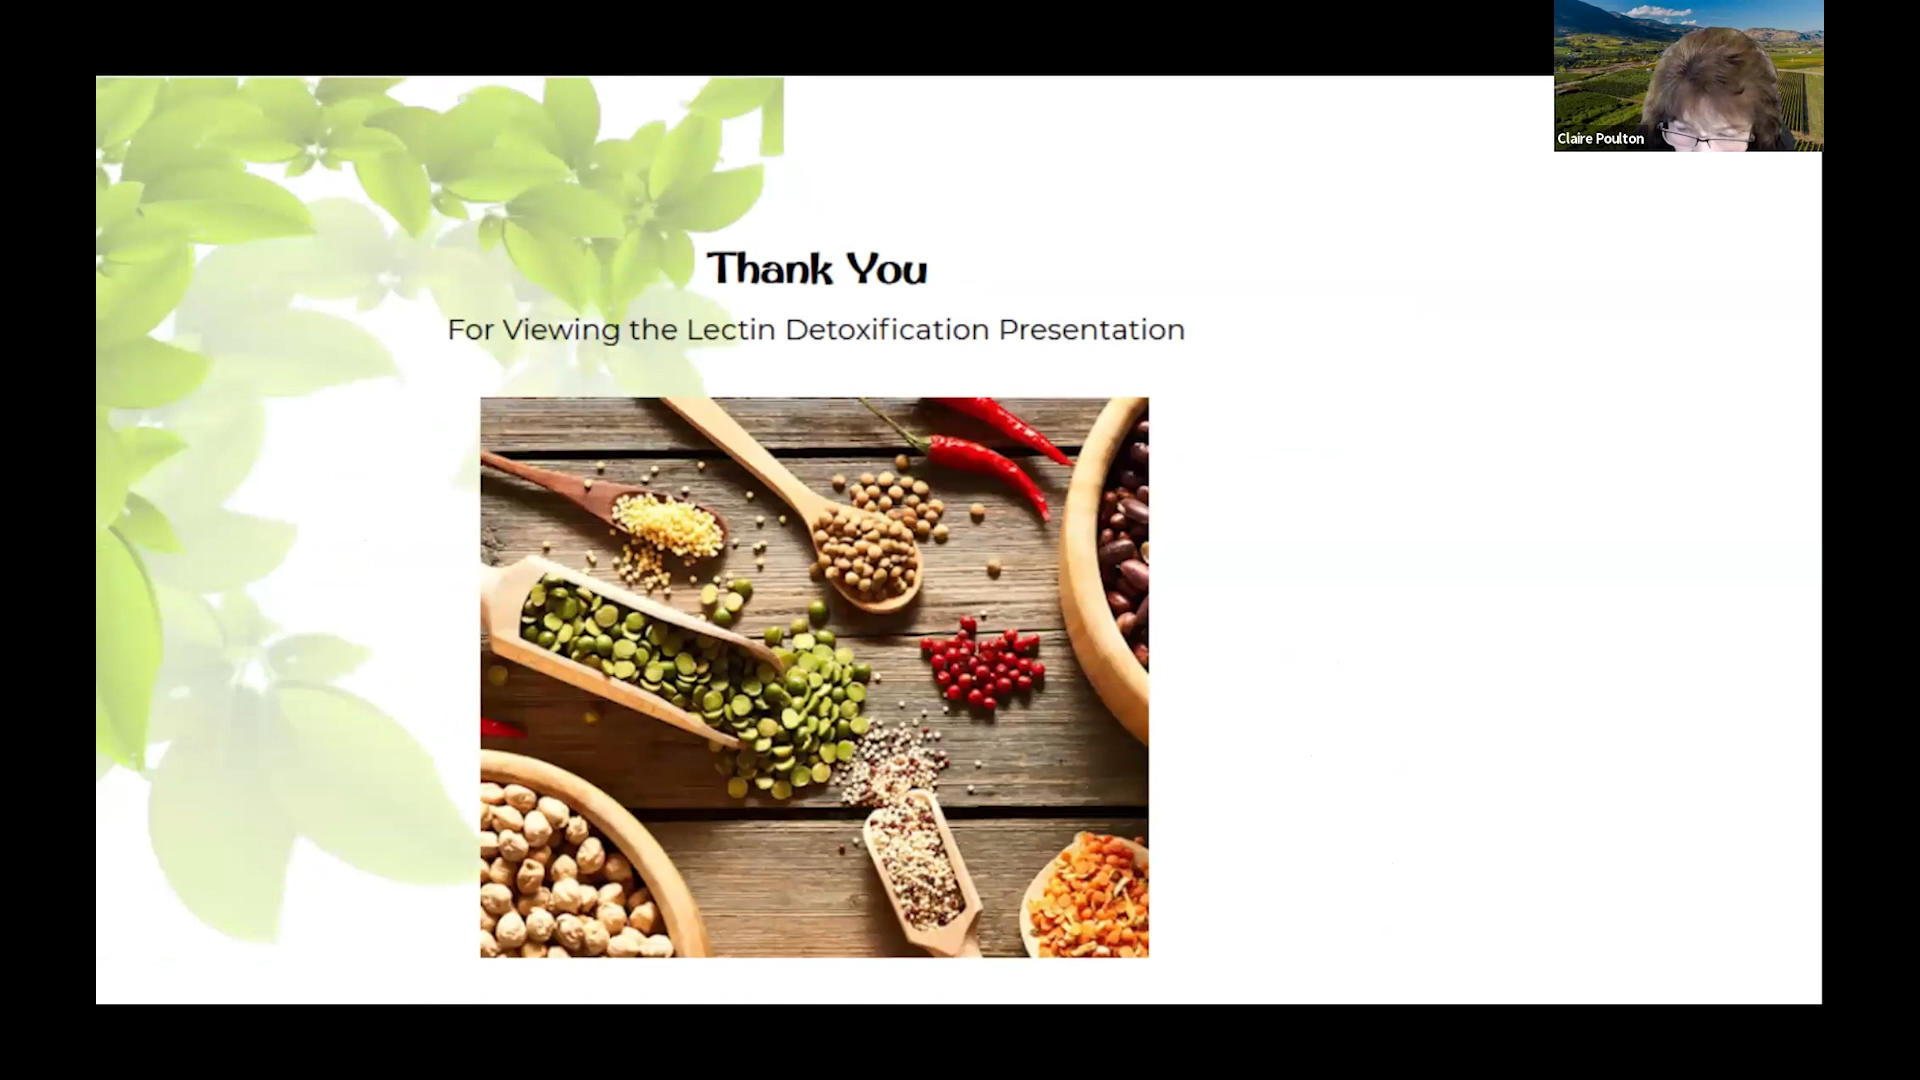 Claire Poulton
Thank You
For Viewing the Lectin Detoxification Presentation